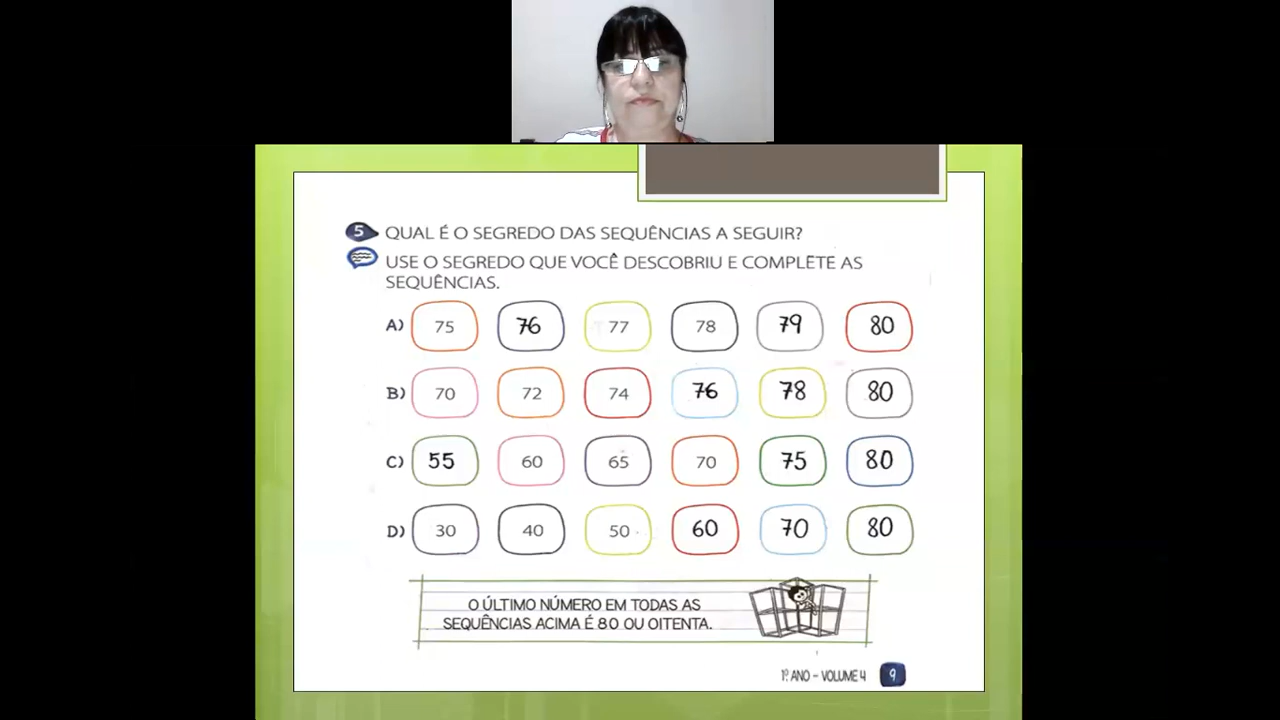 5 QUAL É O SEGREDO DAS SEQUÊNCIAS A SEGUIR?
USE O SEGREDO QUE VOCÊ DESCOBRIU E COMPLETE AS
SEQUÊNCIAS.
A) 75 76 77 78 79 80
B) 70 72 74 76 78 80
C) 55 60 65 70 75 80
D) 30 40 50 60 70 80
O ÚLTIMO NÚMERO EM TODAS AS
SEQUÊNCIAS ACIMA É 80 OU OITENTA.
1º ANO – VOLUME 4 9